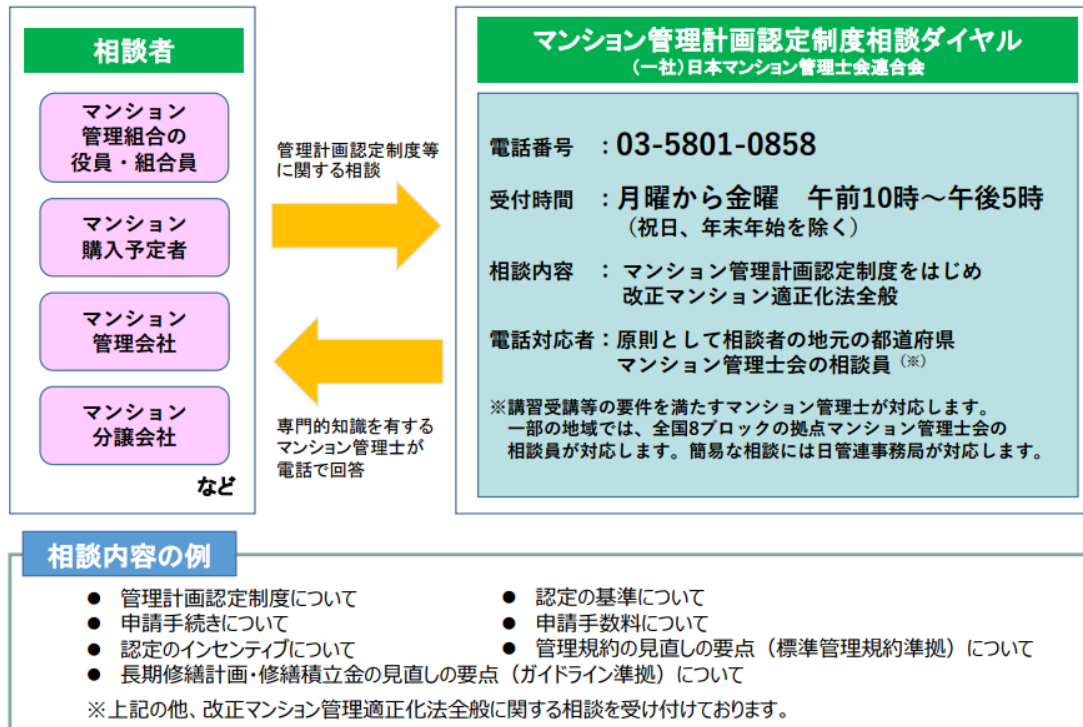 相談者
マンション
管理組合の
役員・組合員
マンション
購入予定者
マンション
管理会社
マンション
分譲会社
など
管理計画認定制度等
に関する相談
専門的知識を有する
マンション管理士が
電話で回答
マンション管理計画認定制度相談ダイヤル
(一社)日本マンション管理士会連合会
電話番号 ：03-5801-0858
受付時間 ：月曜から金曜 午前10時～午後5時
（祝日、年末年始を除く）
相談内容 ： マンション管理計画認定制度をはじめ
改正マンション適正化法全般
電話対応者：原則として相談者の地元の都道府県
マンション管理士会の相談員（※）
※講習受講等の要件を満たすマンション管理士が対応します。
一部の地域では、全国8ブロックの拠点マンション管理士会の
相談員が対応します。簡易な相談には日管連事務局が対応します。
相談内容の例
● 管理計画認定制度について
● 認定の基準について
● 申請手続きについて
● 申請手数料について
● 認定のインセンティブについて
● 管理規約の見直しの要点（標準管理規約準拠）について
● 長期修繕計画・修繕積立金の見直しの要点（ガイドライン準拠）について
※上記の他、改正マンション管理適正化法全般に関する相談を受け付けております。